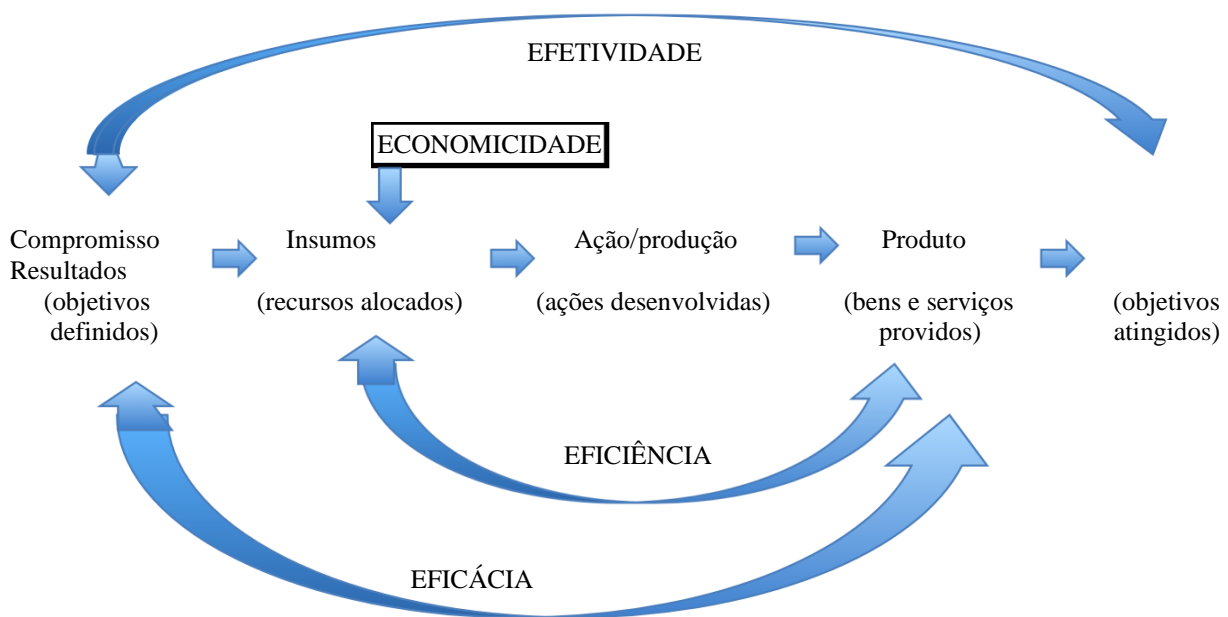 EFETIVIDADE
ECONOMICIDADE
Compromisso
Resultados
(objetivos
definidos)
Insumos
(recursos alocados)
Ação/produção
(ações desenvolvidas)
Produto
(bens e serviços
providos)
(objetivos
atingidos)
EFICIÊNCIA
EFICÁCIA